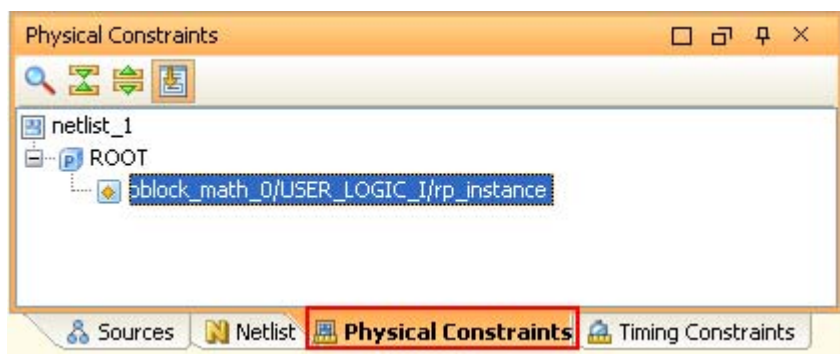 Physical Constraints
netlist_1
ROOT
pblock_math_0/USER_LOGIC_I/rp_instance
Sources Netlist Physical Constraints Timing Constraints